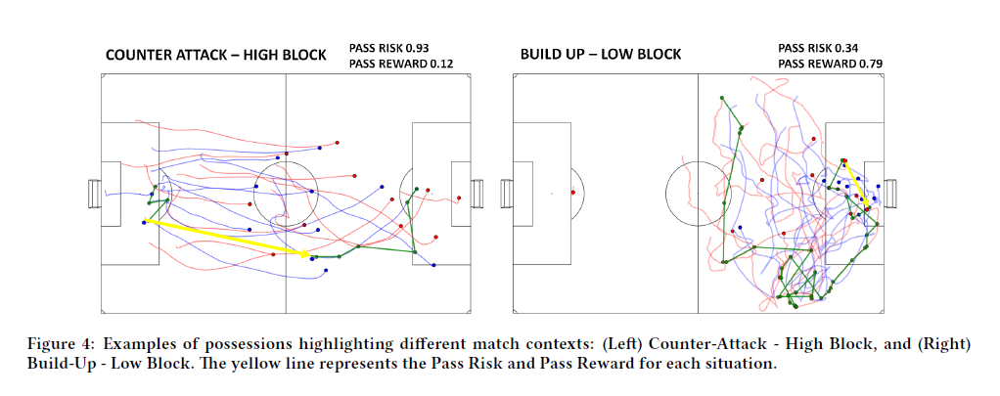 COUNTER ATTACK – HIGH BLOCK
PASS RISK 0.93
PASS REWARD 0.12
BUILD UP – LOW BLOCK
PASS RISK 0.34
PASS REWARD 0.79
Figure 4: Examples of possessions highlighting different match contexts: (Left) Counter-Attack - High Block, and (Right)
Build-Up - Low Block. The yellow line represents the Pass Risk and Pass Reward for each situation.